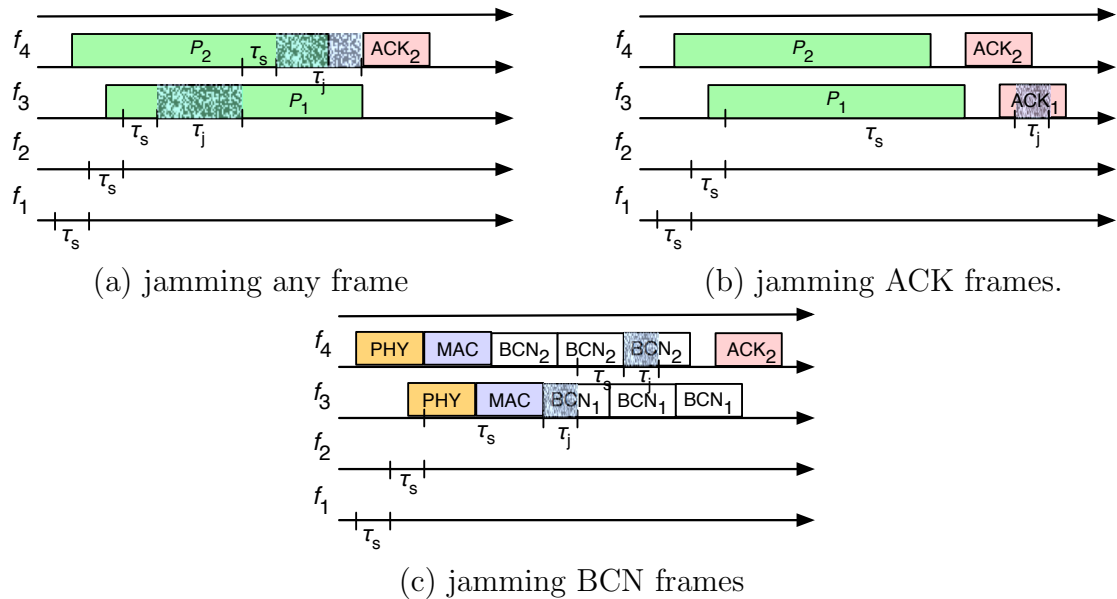 f4 P2 τs τj ACK2
f3 τs τj P1
f2 τs
f1 τs
(a) jamming any frame
f4 P2 ACK2
f3 P1 τs ACK1 τj
f2 τs
f1 τs
(b) jamming ACK frames.
f4 PHY MAC BCN2 BCN2 BCN2 ACK2
τs τj
f3 PHY MAC BCN1 BCN1 BCN1
τs τj
f2 τs
f1 τs
(c) jamming BCN frames